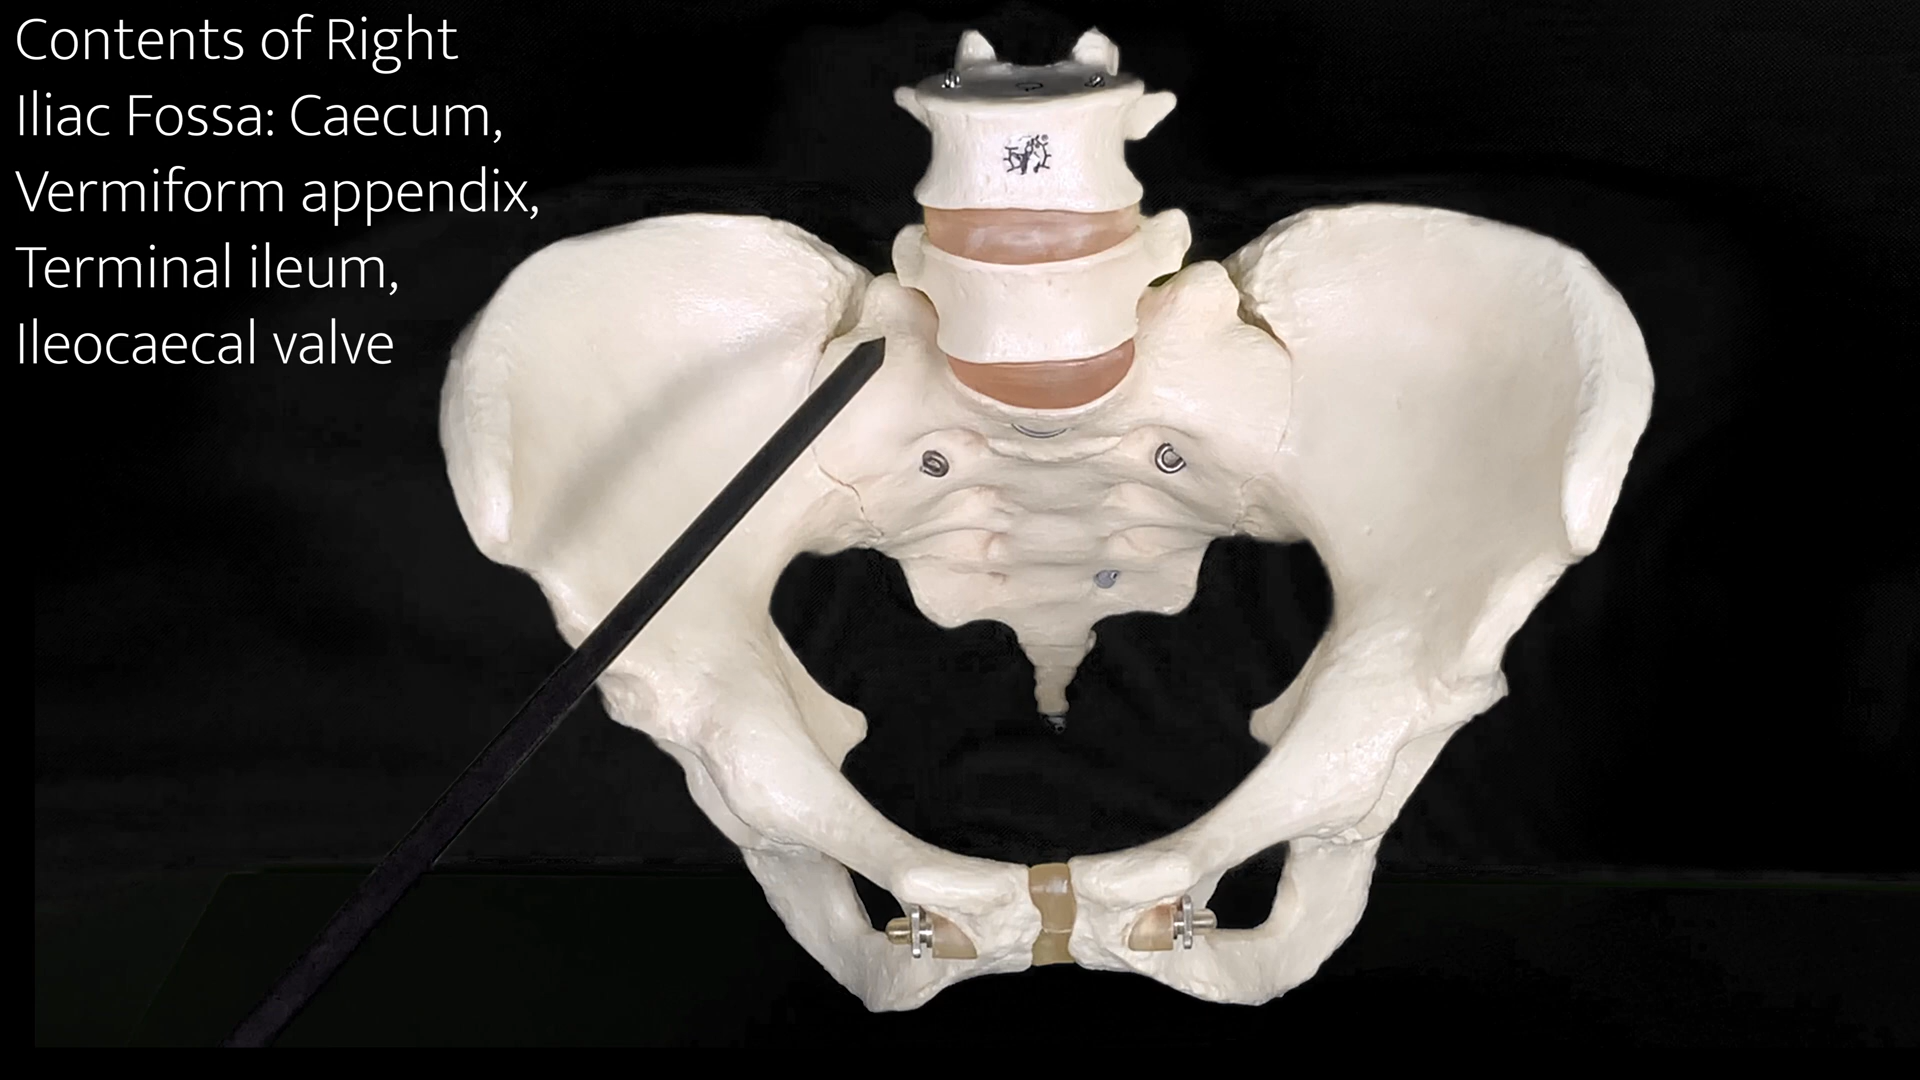 Contents of Right
Iliac Fossa: Caecum,
Vermiform appendix,
Terminal ileum,
Ileocaecal valve